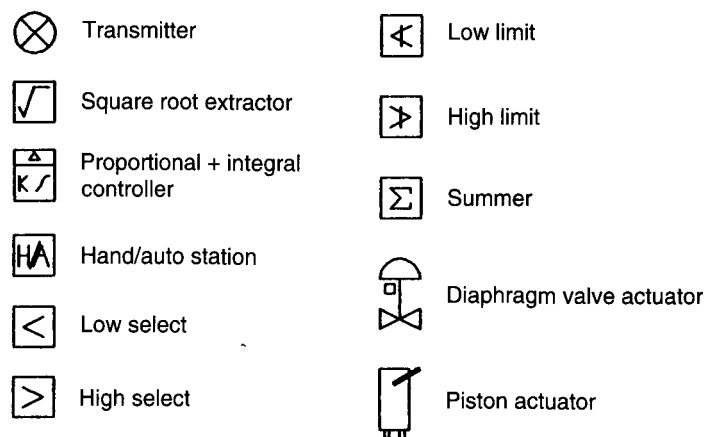 Transmitter
Square root extractor
Proportional + integral
controller
K ∫
HA
Hand/auto station
<
Low select
>
High select
Low limit
High limit
Σ
Summer
Diaphragm valve actuator
Piston actuator